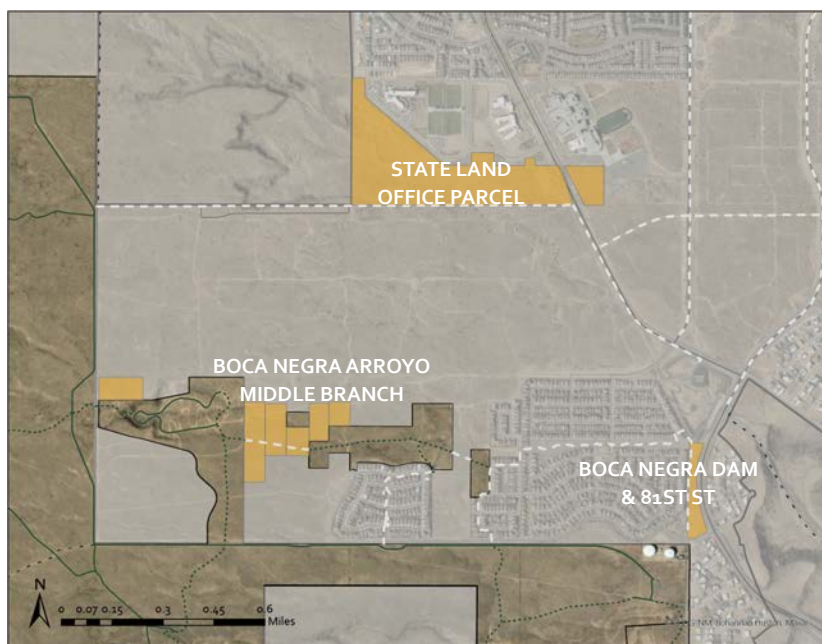 STATE LAND
OFFICE PARCEL
BOCA NEGRA ARROYO
MIDDLE BRANCH
BOCA NEGRA DAM
& 81ST ST
N
0 0.07 0.15 0.3 0.45 0.6
Miles